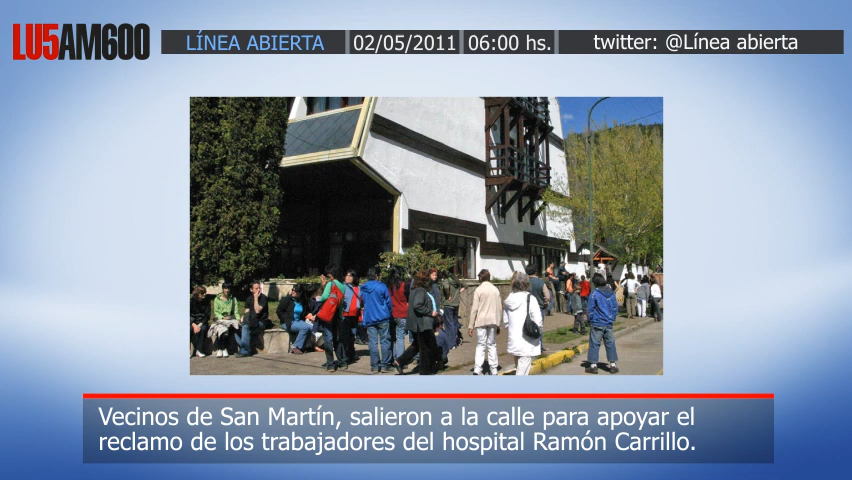 LU5AM600
LÍNEA ABIERTA
02/05/2011
06:00 hs.
twitter: @Línea abierta
Vecinos de San Martín, salieron a la calle para apoyar el
reclamo de los trabajadores del hospital Ramón Carrillo.